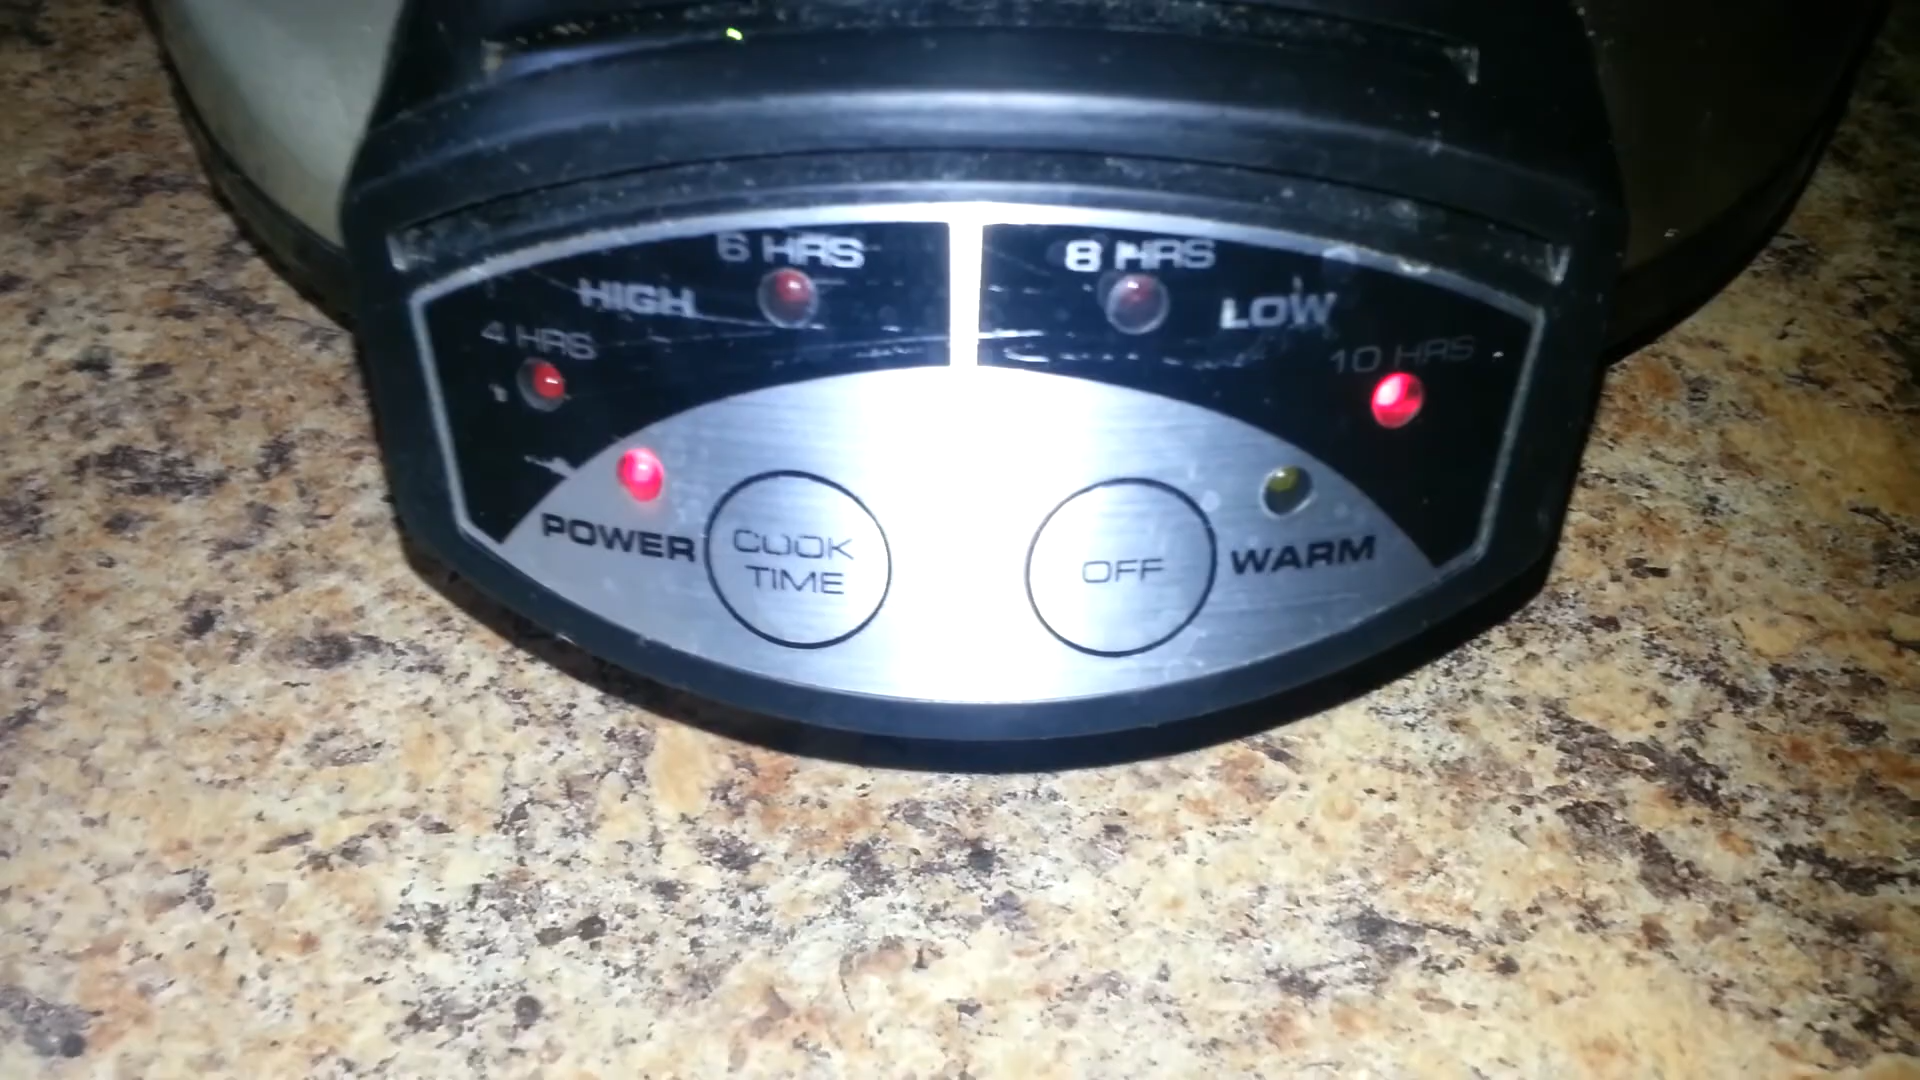 6 HRS
8 HRS
HIGH
LOW
4 HRS
10 HRS
POWER
COOK
TIME
OFF
WARM